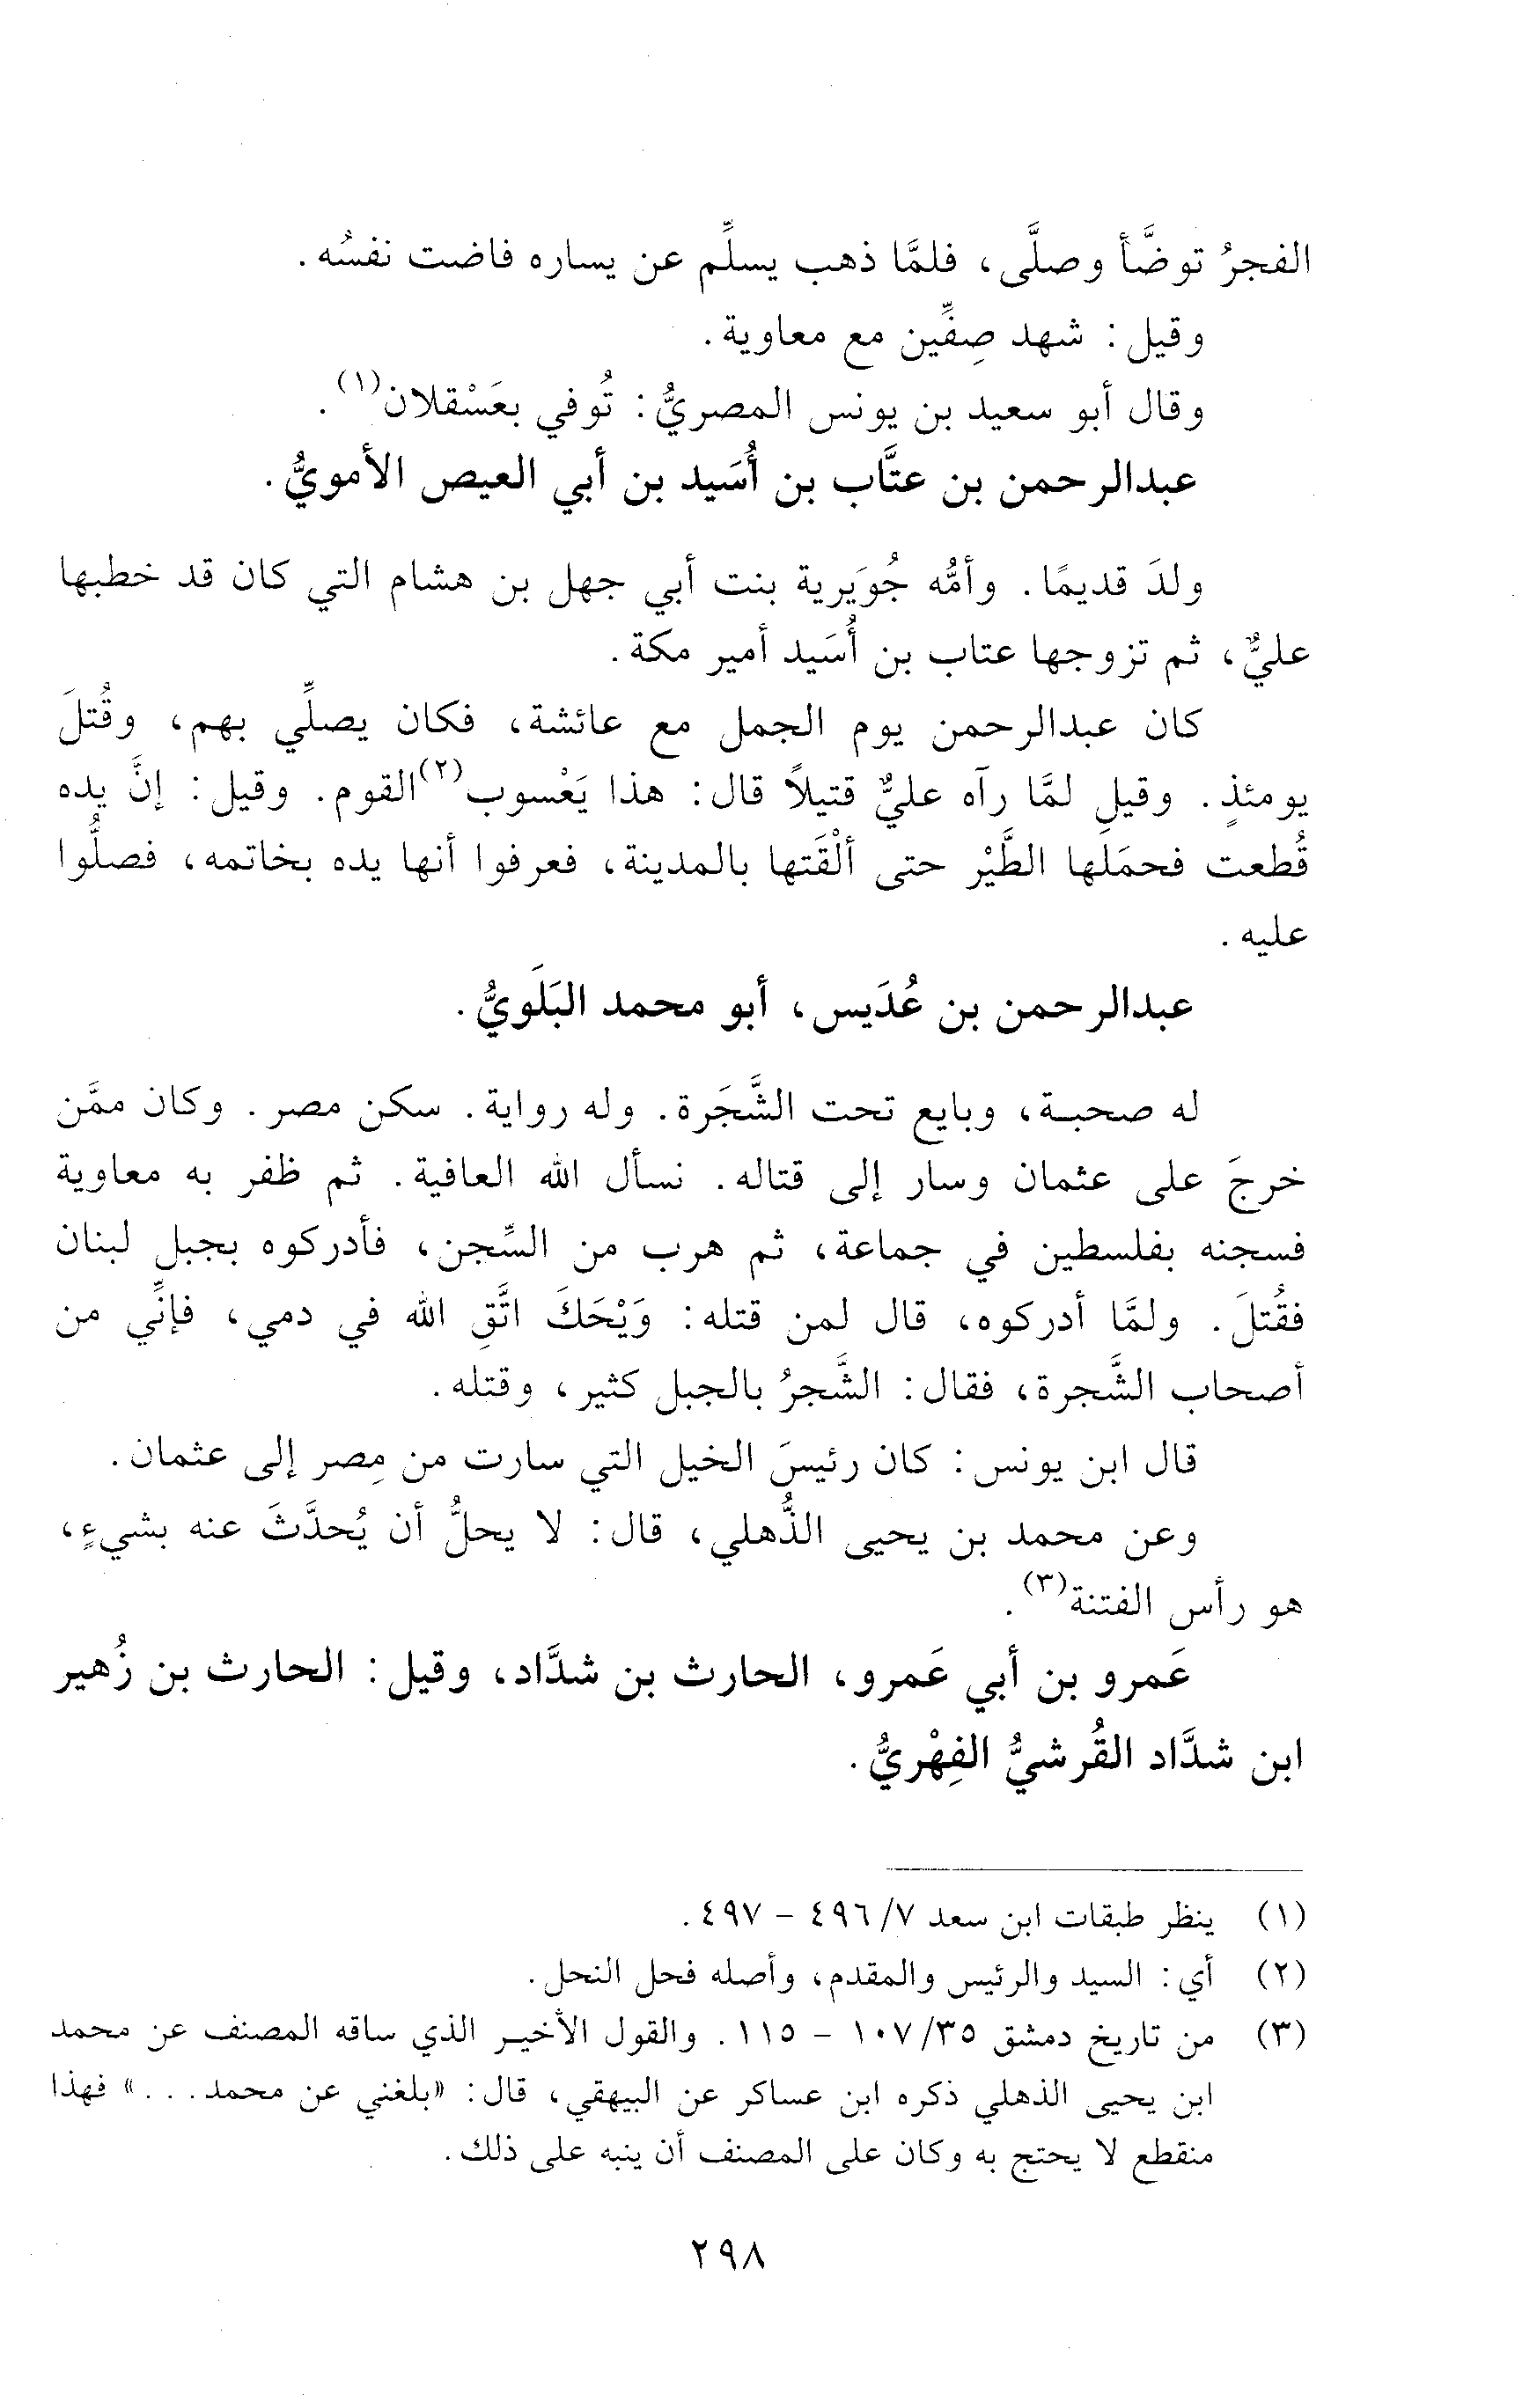 الفجرُ توضَّأ وصلَّى، فلمَّا ذهب يسلِّم عن يساره فاضت نفسُه.
وقيل: شهد صِفِّين مع معاوية.
وقال أبو سعيد بن يونس المصريُّ: تُوفي بعَسْقلان(١).
عبدالرحمن بن عتَّاب بن أُسَيد بن أبي العيص الأمويُّ.
ولدَ قديمًا. وأمُّه جُوَيرية بنت أبي جهل بن هشام التي كان قد خطبها
عليٌّ، ثم تزوجها عتاب بن أُسَيد أمير مكة.
كان عبدالرحمن يوم الجمل مع عائشة، فكان يصلِّي بهم، وقُتلَ
يومئذٍ. وقيل لمَّا رآه عليٌّ قتيلاً قال: هذا يَعْسوب(٢) القوم. وقيل: إنَّ يده
قُطعت فحمَلها الطَّيْر حتى ألْقَتها بالمدينة، فعرفوا أنها يده بخاتمه، فصلُّوا
عليه.
عبدالرحمن بن عُدَيس، أبو محمد البَلَويُّ.
له صحبة، وبايع تحت الشَّجَرة. وله رواية. سكن مصر. وكان ممَّن
خرجَ على عثمان وسار إلى قتاله. نسأل الله العافية. ثم ظفر به معاوية
فسجنه بفلسطين في جماعة، ثم هرب من السِّجن، فأدركوه بجبل لبنان
فقُتلَ. ولمَّا أدركوه، قال لمن قتله: وَيْحَكَ اتَّقِ الله في دمي، فإنِّي من
أصحاب الشَّجرة، فقال: الشَّجرُ بالجبل كثير، وقتله.
قال ابن يونس: كان رئيسَ الخيل التي سارت من مِصر إلى عثمان.
وعن محمد بن يحيى الذُّهلي، قال: لا يحلُّ أن يُحدَّثَ عنه بشيءٍ،
هو رأس الفتنة(٣).
عَمرو بن أبي عَمرو، الحارث بن شدَّاد، وقيل: الحارث بن زُهير
ابن شدَّاد القُرشيُّ الفِهْريُّ.
(١) ينظر طبقات ابن سعد ٧/ ٤٩٦ - ٤٩٧.
(٢) أي: السيد والرئيس والمقدم، وأصله فحل النحل.
(٣) من تاريخ دمشق ٣٥/ ١٠٧ - ١١٥. والقول الأخير الذي ساقه المصنف عن محمد
ابن يحيى الذهلي ذكره ابن عساكر عن البيهقي، قال: «بلغني عن محمد...» فهذا
منقطع لا يحتج به وكان على المصنف أن ينبه على ذلك.
٢٩٨